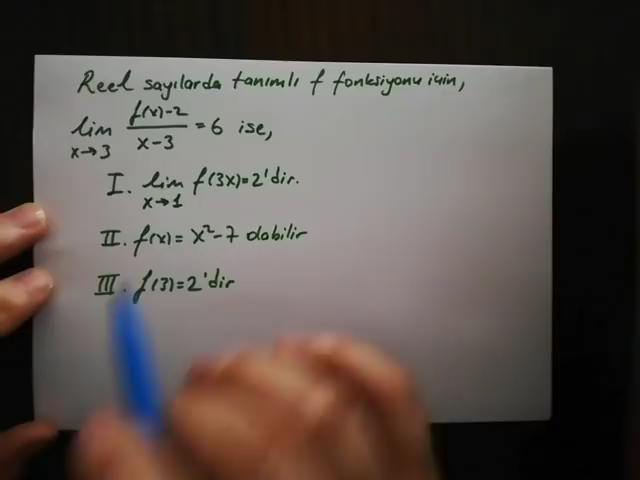 Reel sayılarda tanımlı f fonksiyonu için,
lim x→3 (f(x)-2)/(x-3) = 6 ise,
I. lim x→1 f(3x)=2'dir.
II. f(x)= x²-7 olabilir
III. f(3)=2'dir